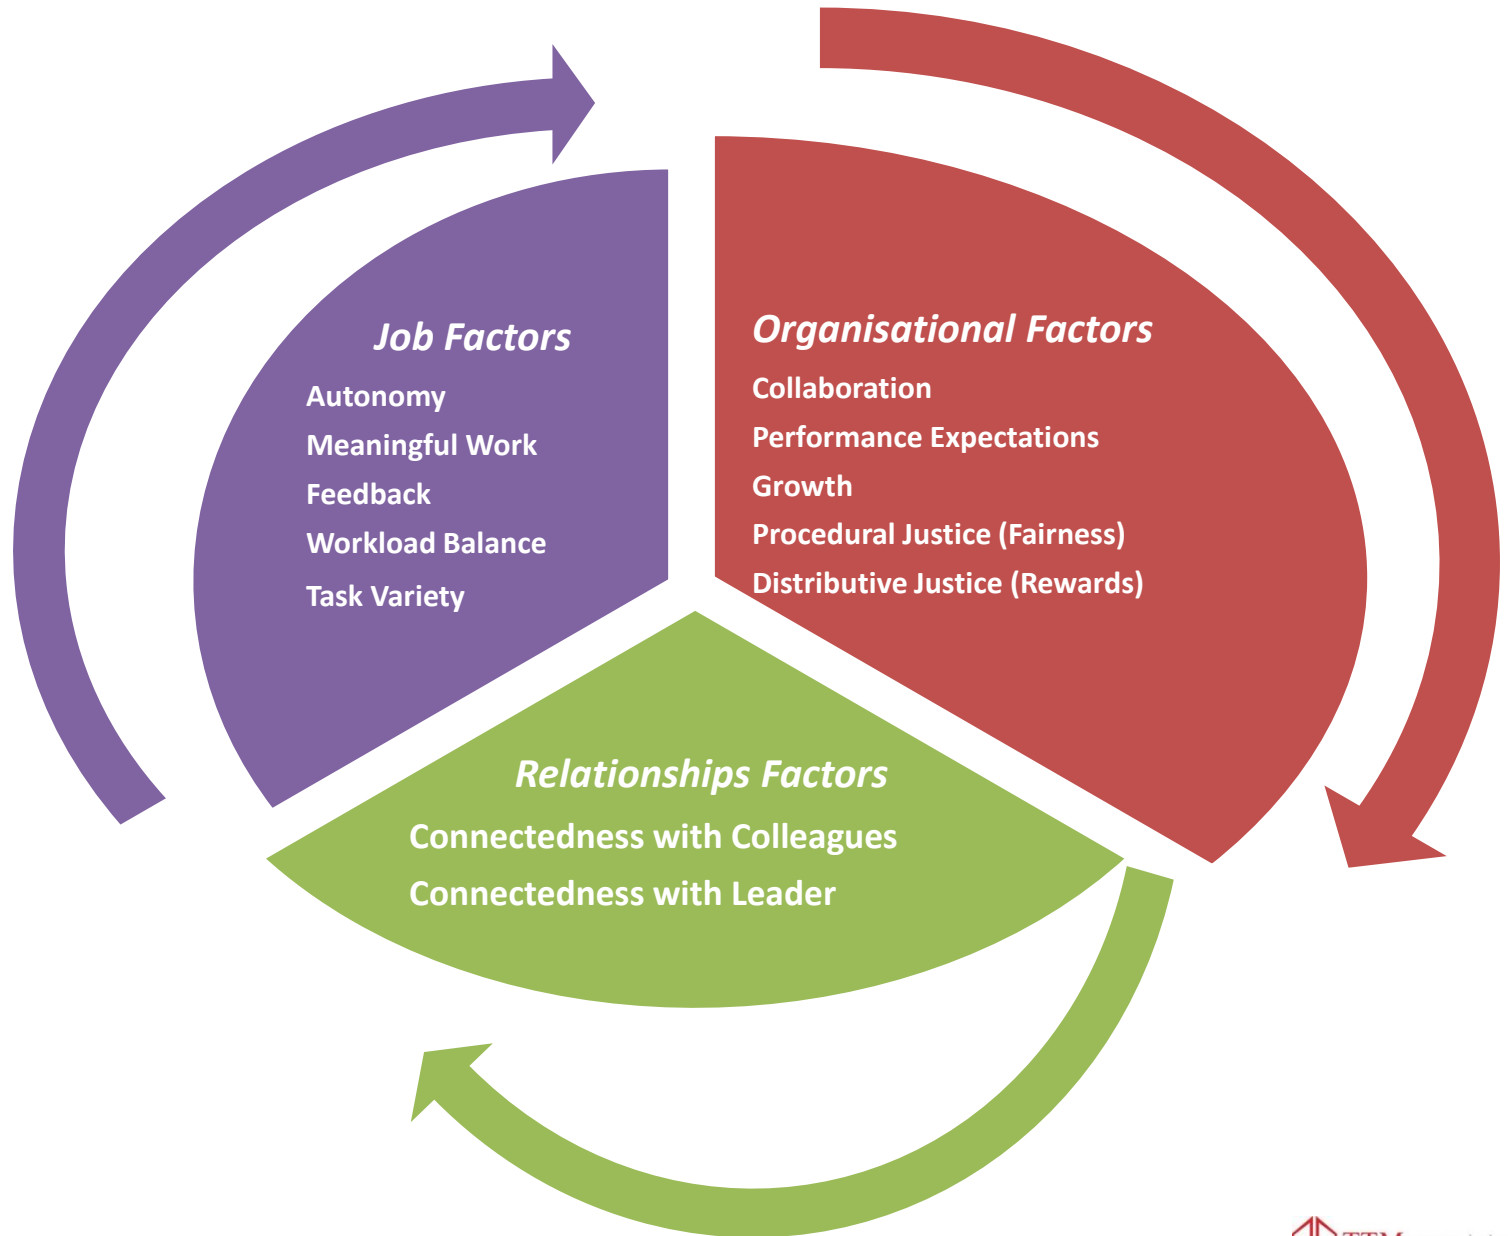 Job Factors
Autonomy
Meaningful Work
Feedback
Workload Balance
Task Variety
Organisational Factors
Collaboration
Performance Expectations
Growth
Procedural Justice (Fairness)
Distributive Justice (Rewards)
Relationships Factors
Connectedness with Colleagues
Connectedness with Leader